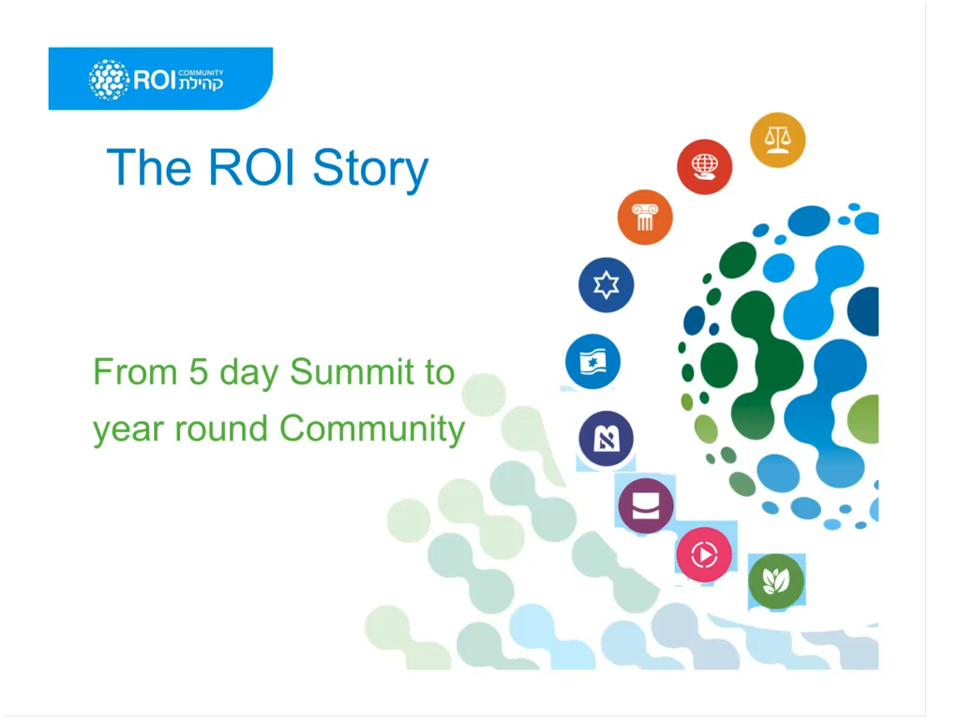 ROI COMMUNITY קהילת
The ROI Story
From 5 day Summit to
year round Community
א